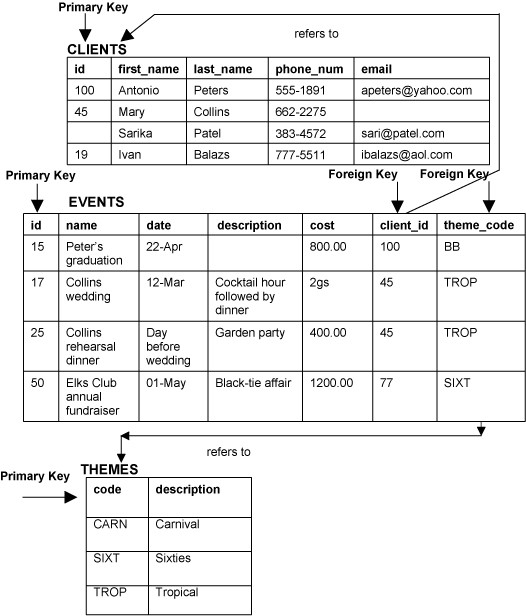 Primary Key
refers to
CLIENTS
id first_name last_name phone_num email
100 Antonio Peters 555-1891 apeters@yahoo.com
45 Mary Collins 662-2275
Sarika Patel 383-4572 sari@patel.com
19 Ivan Balazs 777-5511 ibalazs@aol.com
Primary Key Foreign Key Foreign Key
EVENTS
id name date description cost client_id theme_code
15 Peter's 22-Apr 800.00 100 BB
graduation
17 Collins 12-Mar Cocktail hour 2gs 45 TROP
wedding followed by
dinner
25 Collins Day Garden party 400.00 45 TROP
rehearsal before
dinner wedding
50 Elks Club 01-May Black-tie affair 1200.00 77 SIXT
annual
fundraiser
refers to
THEMES
Primary Key
code description
CARN Carnival
SIXT Sixties
TROP Tropical